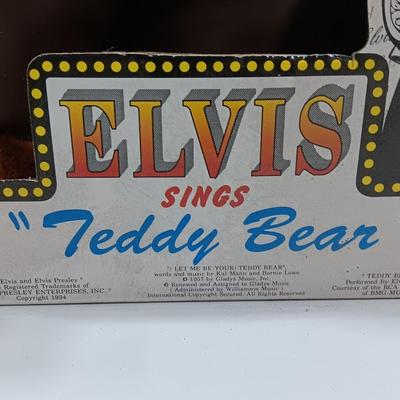 ELVIS
SINGS
"Teddy Bear
Elvis and Elvis Presley"
Registered Trademarks of
PRESLEY ENTERPRISES, INC."
Copyright 1994
"( LET ME BE YOUR) TEDDY BEAR"
words and music by Kal Mann and Bernie Lowe
© 1957 by Gladys Music, Inc.
© Renewed and Assigned to Gladys Music
( Administered by Williamson Music )
International Copyright Secured. All Rights Reserved
"TEDDY BE
Performed By Elv
Courtesy of the RCA
of BMG MU